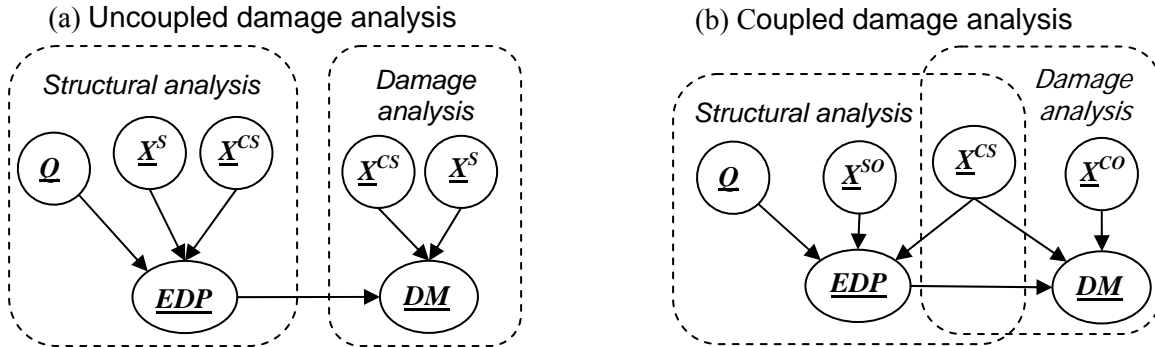 (a) Uncoupled damage analysis
Structural analysis
Damage
analysis
Q
X^S
X^CS
X^CS
X^S
EDP
DM
(b) Coupled damage analysis
Structural analysis
Damage
analysis
Q
X^SO
X^CS
X^CO
EDP
DM